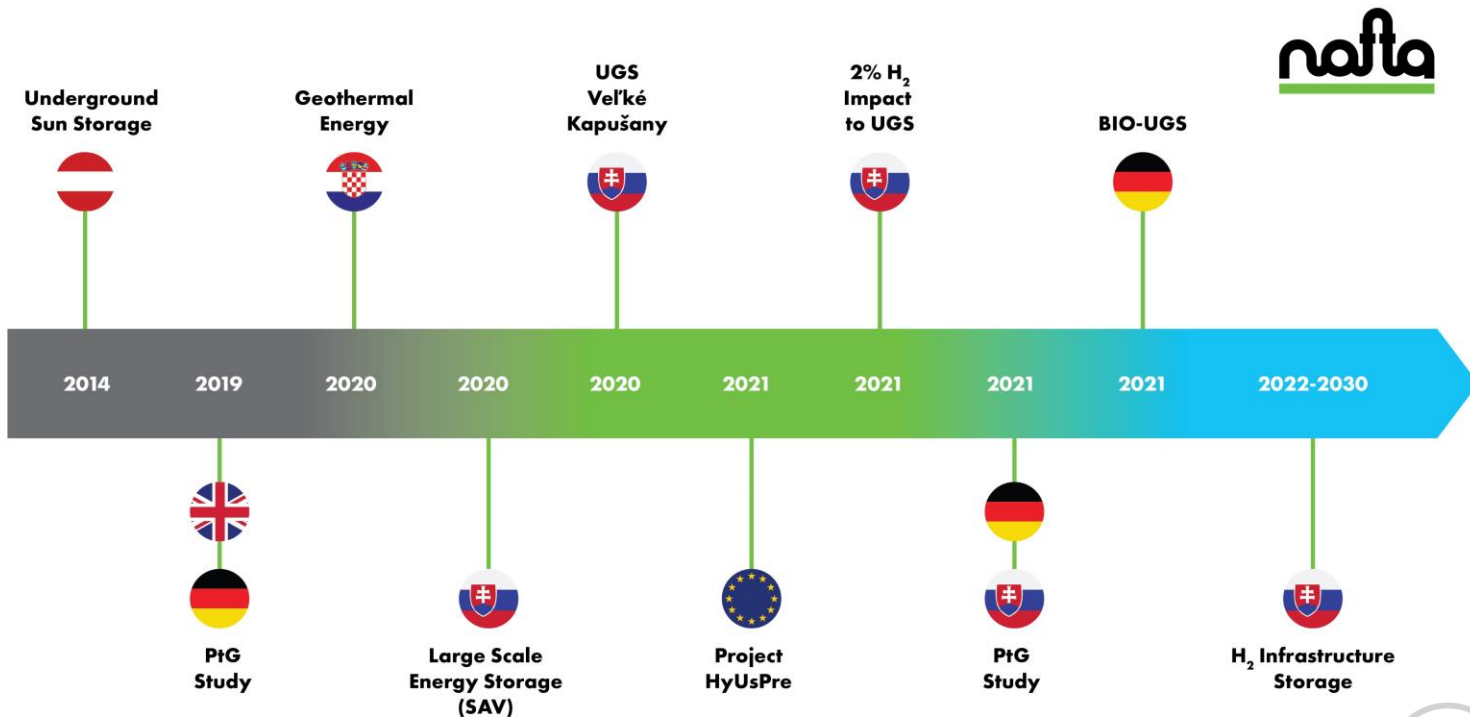 nafta
Underground
Sun Storage
Geothermal
Energy
UGS
Veľké
Kapušany
2% H₂
Impact
to UGS
BIO-UGS
2014
2019
2020
2020
2020
2021
2021
2021
2021
2022-2030
PtG
Study
Large Scale
Energy Storage
(SAV)
Project
HyUsPre
PtG
Study
H₂ Infrastructure
Storage